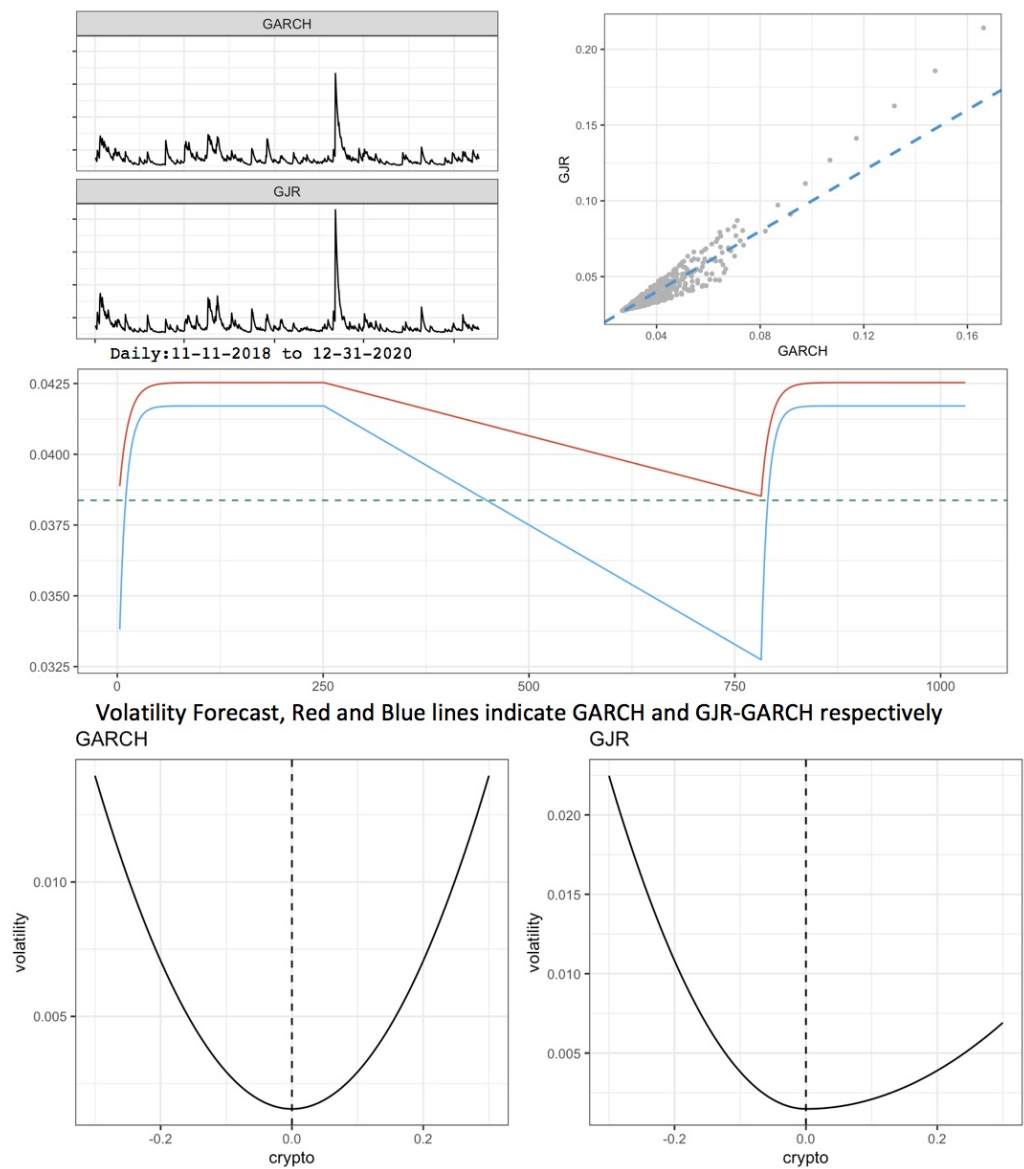 GARCH
GJR
Daily:11-11-2018 to 12-31-2020
0.20
0.15
0.10
0.05
GJR
0.04 0.08 0.12 0.16
GARCH
0.0425
0.0400
0.0375
0.0350
0.0325
0 250 500 750 1000
Volatility Forecast, Red and Blue lines indicate GARCH and GJR-GARCH respectively
GARCH
0.010
0.005
volatility
-0.2 0.0 0.2
crypto
GJR
0.020
0.015
0.010
0.005
volatility
-0.2 0.0 0.2
crypto